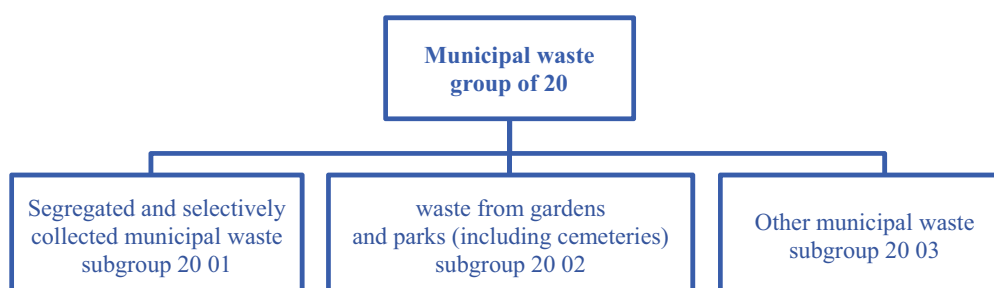 Municipal waste
group of 20
Segregated and selectively
collected municipal waste
subgroup 20 01
waste from gardens
and parks (including cemeteries)
subgroup 20 02
Other municipal waste
subgroup 20 03